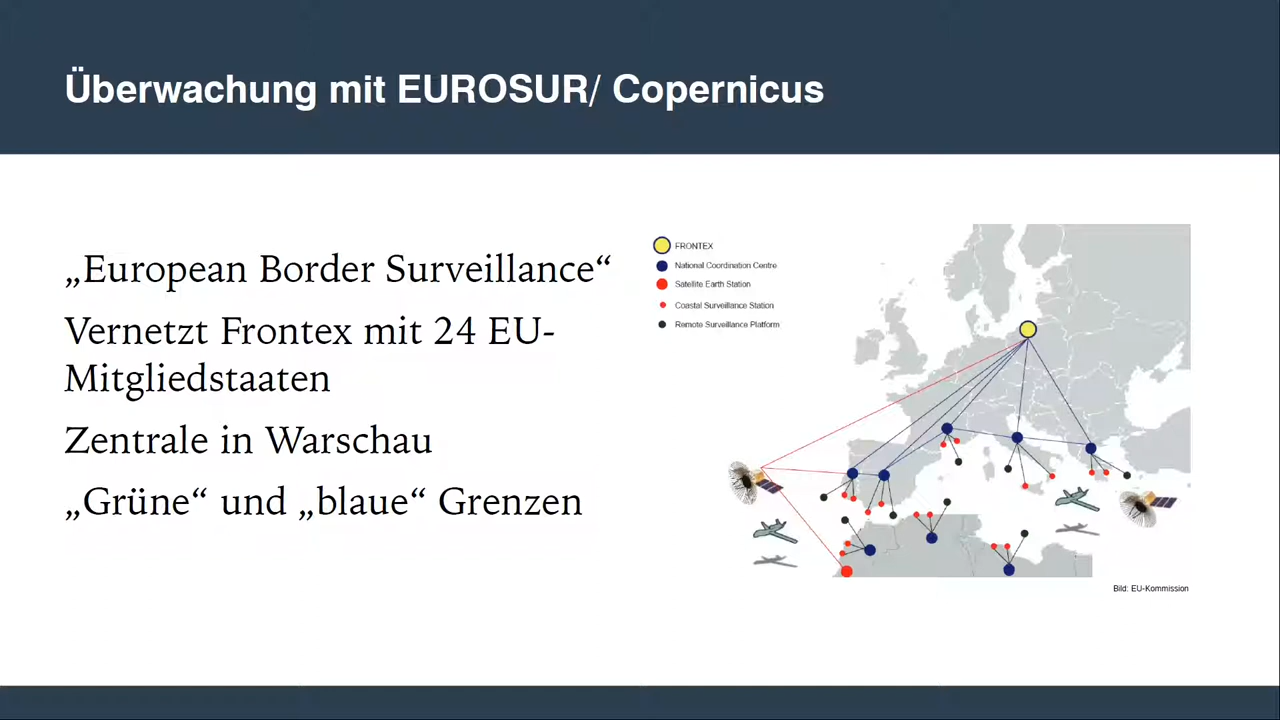 Überwachung mit EUROSUR/ Copernicus
„European Border Surveillance“
Vernetzt Frontex mit 24 EU-
Mitgliedstaaten
Zentrale in Warschau
„Grüne“ und „blaue“ Grenzen
FRONTEX
National Coordination Centre
Satellite Earth Station
Coastal Surveillance Station
Remote Surveillance Platform
Bild: EU-Kommission